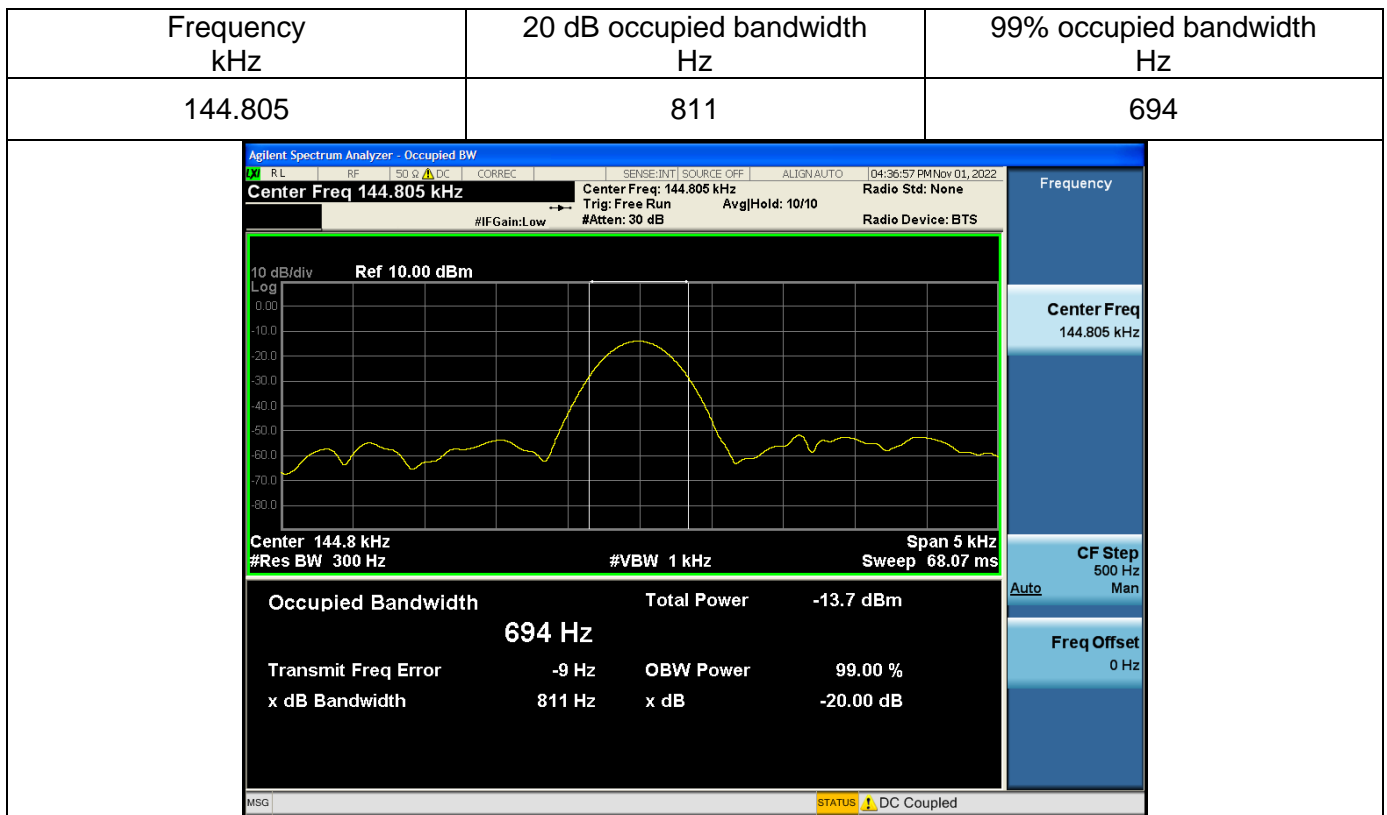 Frequency
kHz
20 dB occupied bandwidth
Hz
99% occupied bandwidth
Hz
144.805
811
694
Agilent Spectrum Analyzer - Occupied BW
LXI RL RF 50 Ω DC CORREC SENSE:INT SOURCE OFF ALIGN AUTO 04:36:57 PM Nov 01, 2022
Center Freq 144.805 kHz
Center Freq: 144.805 kHz
Radio Std: None
Trig: Free Run Avg|Hold: 10/10
#IFGain:Low
#Atten: 30 dB
Radio Device: BTS
10 dB/div Ref 10.00 dBm
Log
0.00
-10.0
-20.0
-30.0
-40.0
-50.0
-60.0
-70.0
-80.0
Center 144.8 kHz Span 5 kHz
#Res BW 300 Hz #VBW 1 kHz Sweep 68.07 ms
Occupied Bandwidth Total Power -13.7 dBm
694 Hz
Transmit Freq Error -9 Hz OBW Power 99.00 %
x dB Bandwidth 811 Hz x dB -20.00 dB
Frequency
Center Freq
144.805 kHz
CF Step
500 Hz
Auto Man
Freq Offset
0 Hz
MSG STATUS DC Coupled